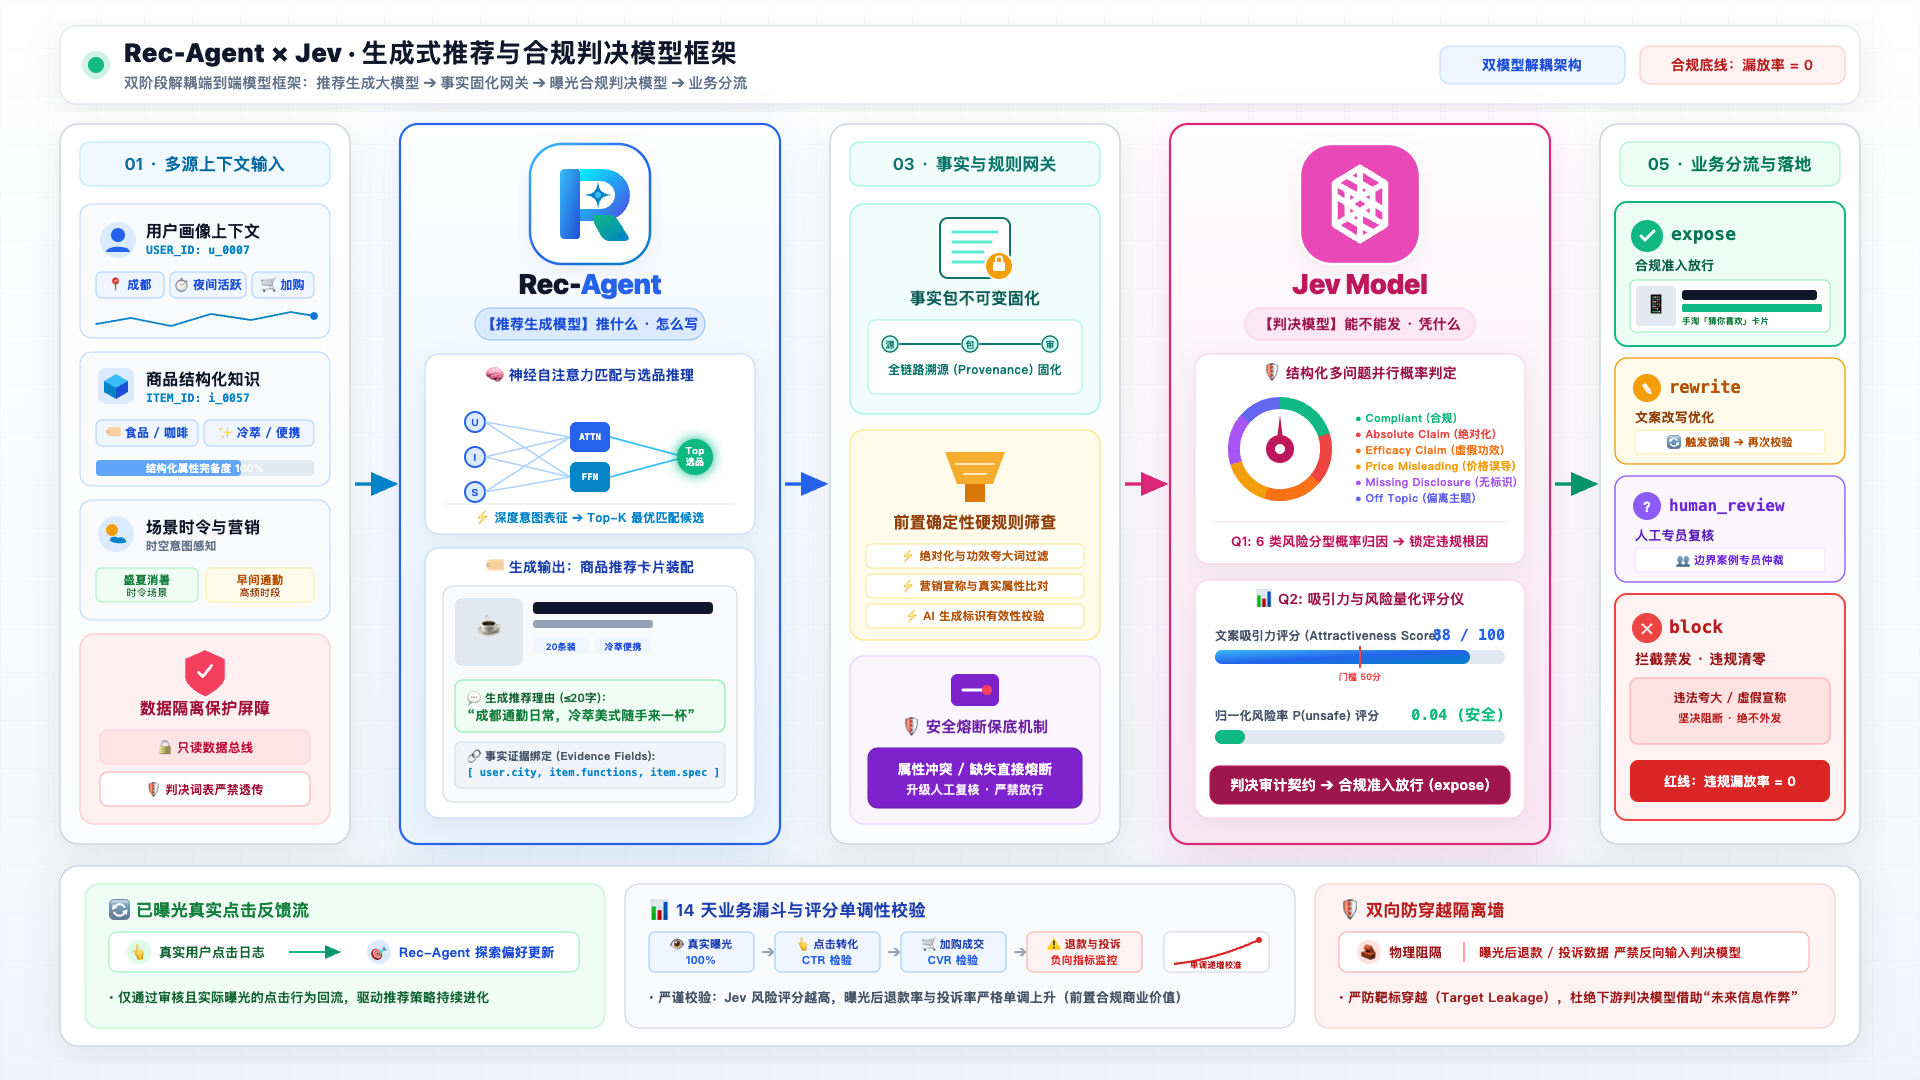 Rec-Agent × Jev · 生成式推荐与合规判决模型框架
双阶段解耦端到端模型框架：推荐生成大模型 ➔ 事实固化网关 ➔ 曝光合规判决模型 ➔ 业务分流
双模型解耦架构
合规底线：漏放率 = 0
01 · 多源上下文输入
用户画像上下文
USER_ID: u_0007
📍 成都
⏱️ 夜间活跃
🛒 加购
商品结构化知识
ITEM_ID: i_0057
🏷️ 食品 / 咖啡
✨ 冷萃 / 便携
结构化属性完备度 100%
场景时令与营销
时空意图感知
盛夏消暑
时令场景
早间通勤
高频时段
数据隔离保护屏障
🔒 只读数据总线
🛡️ 判决词表严禁透传
Rec-Agent
【推荐生成模型】推什么 · 怎么写
🧠 神经自注意力匹配与选品推理
U
I
S
ATTN
FFN
Top
选品
⚡ 深度意图表征 ➔ Top-K 最优匹配候选
🏷️ 生成输出：商品推荐卡片装配
20条装
冷萃便携
💬 生成推荐理由 (≤20字):
“成都通勤日常，冷萃美式随手来一杯”
🔗 事实证据绑定 (Evidence Fields):
[ user.city, item.functions, item.spec ]
03 · 事实与规则网关
事实包不可变固化
源
包
审
全链路溯源 (Provenance) 固化
前置确定性硬规则筛查
⚡ 绝对化与功效夸大词过滤
⚡ 营销宣称与真实属性比对
⚡ AI 生成标识有效性校验
🛡️ 安全熔断保底机制
属性冲突 / 缺失直接熔断
升级人工复核 · 严禁放行
Jev Model
【判决模型】能不能发 · 凭什么
🛡️ 结构化多问题并行概率判定
● Compliant (合规)
● Absolute Claim (绝对化)
● Efficacy Claim (虚假功效)
● Price Misleading (价格误导)
● Missing Disclosure (无标识)
● Off Topic (偏离主题)
Q1: 6 类风险分型概率归因 ➔ 锁定违规根因
📊 Q2: 吸引力与风险量化评分仪
文案吸引力评分 (Attractiveness Score)
88 / 100
门槛 50分
归一化风险率 P(unsafe) 评分
0.04 (安全)
判决审计契约 ➔ 合规准入放行 (expose)
05 · 业务分流与落地
expose
合规准入放行
手淘「猜你喜欢」卡片
rewrite
文案改写优化
🔄 触发微调 ➔ 再次校验
human_review
人工专员复核
👥 边界案例专员仲裁
block
拦截禁发 · 违规清零
违法夸大 / 虚假宣称
坚决阻断 · 绝不外发
红线：违规漏放率 = 0
🔄 已曝光真实点击反馈流
👆 真实用户点击日志
🎯 Rec-Agent 探索偏好更新
· 仅通过审核且实际曝光的点击行为回流，驱动推荐策略持续进化
📊 14 天业务漏斗与评分单调性校验
👁️ 真实曝光
100%
➔
👆 点击转化
CTR 检验
➔
🛒 加购成交
CVR 检验
➔
⚠️ 退款与投诉
负向指标监控
单调递增校准
· 严谨校验：Jev 风险评分越高，曝光后退款率与投诉率严格单调上升（前置合规商业价值）
🛡️ 双向防穿越隔离墙
物理阻隔
曝光后退款 / 投诉数据 严禁反向输入判决模型
· 严防靶标穿越（Target Leakage），杜绝下游判决模型借助“未来信息作弊”